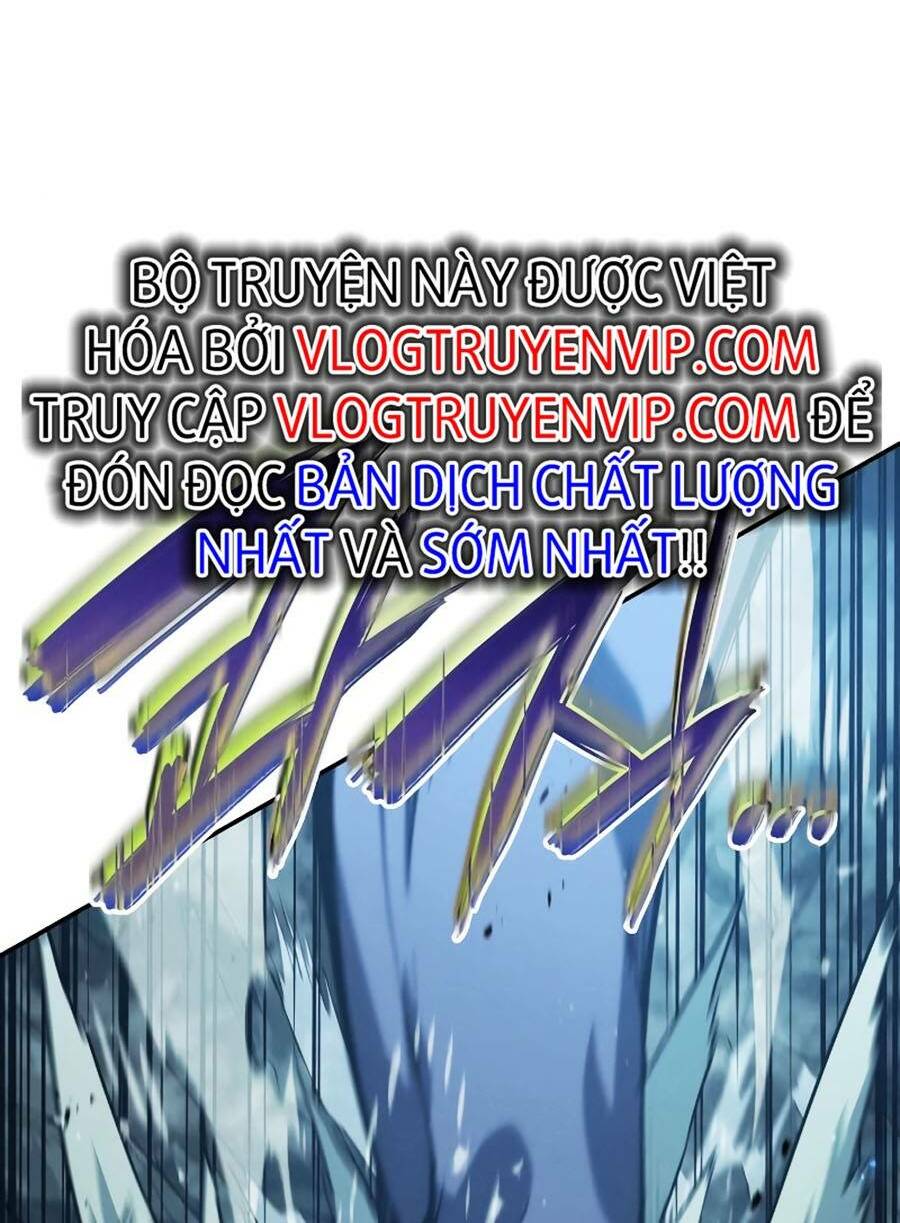 BỘ TRUYỆN NÀY ĐƯỢC VIỆT
HÓA BỞI VLOGTRUYENVIP.COM
TRUY CẬP VLOGTRUYENVIP.COM ĐỂ
ĐÓN ĐỌC BẢN DỊCH CHẤT LƯỢNG
NHẤT VÀ SỚM NHẤT!!